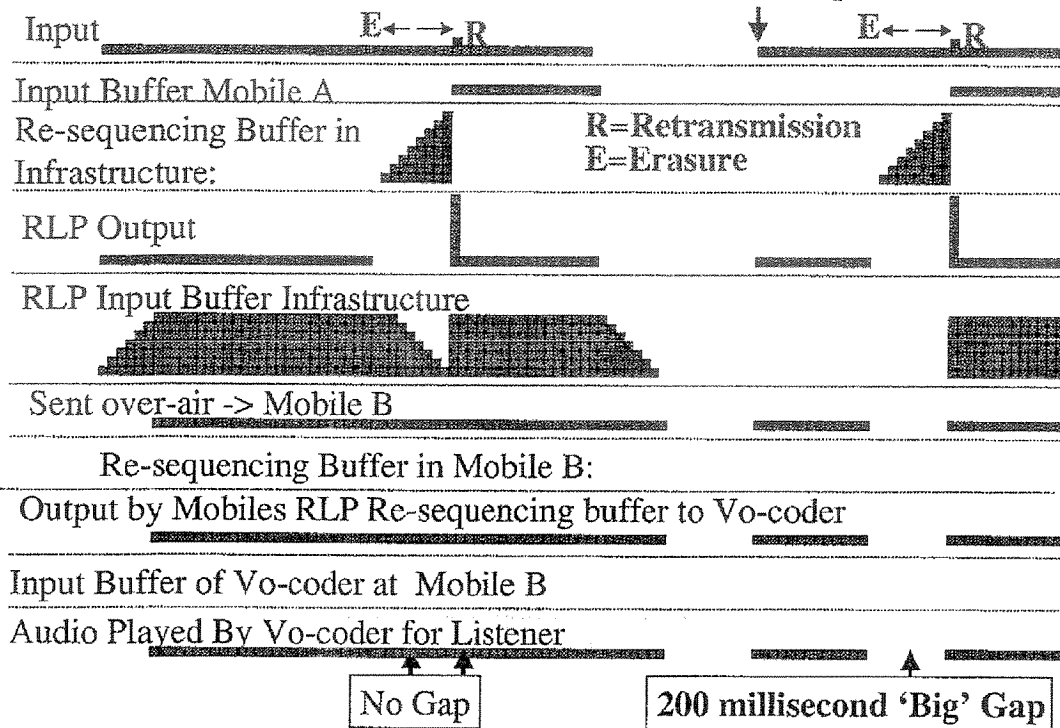 Input E R E R
Input Buffer Mobile A
Re-sequencing Buffer in
Infrastructure:
R=Retransmission
E=Erasure
RLP Output
RLP Input Buffer Infrastructure
Sent over-air -> Mobile B
Re-sequencing Buffer in Mobile B:
Output by Mobiles RLP Re-sequencing buffer to Vo-coder
Input Buffer of Vo-coder at Mobile B
Audio Played By Vo-coder for Listener
No Gap
200 millisecond ‘Big’ Gap